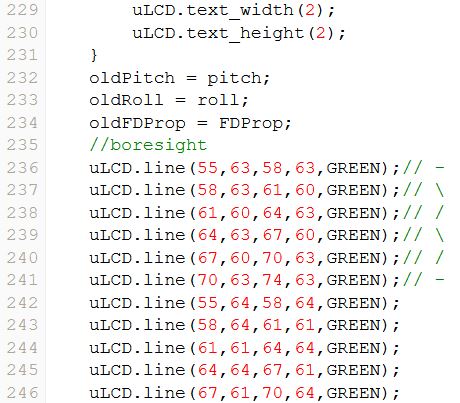 229 uLCD.text_width(2);
230 uLCD.text_height(2);
231 }
232 oldPitch = pitch;
233 oldRoll = roll;
234 oldFDProp = FDProp;
235 //boresight
236 uLCD.line(55,63,58,63,GREEN);// -
237 uLCD.line(58,63,61,60,GREEN);// \
238 uLCD.line(61,60,64,63,GREEN);// /
239 uLCD.line(64,63,67,60,GREEN);// \
240 uLCD.line(67,60,70,63,GREEN);// /
241 uLCD.line(70,63,74,63,GREEN);// -
242 uLCD.line(55,64,58,64,GREEN);
243 uLCD.line(58,64,61,61,GREEN);
244 uLCD.line(61,61,64,64,GREEN);
245 uLCD.line(64,64,67,61,GREEN);
246 uLCD.line(67,61,70,64,GREEN);